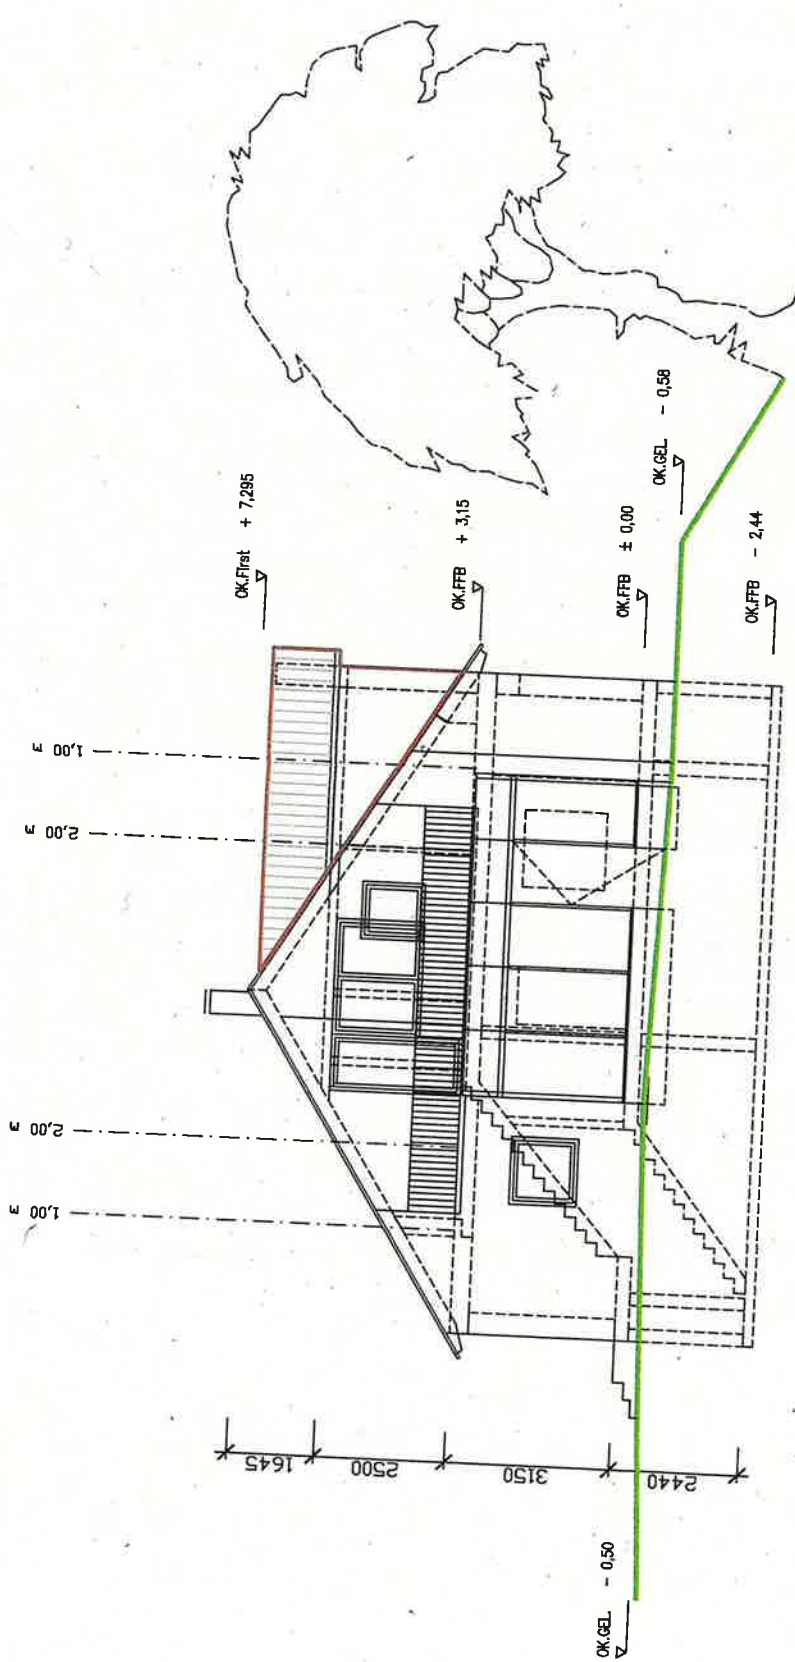 1,00 m
2,00 m
2,00 m
1,00 m
OK.First + 7,295
OK.FFB + 3,15
OK.FFB ± 0,00
OK.GEL. - 0,58
OK.FFB - 2,44
1645
2500
3150
2440
OK.GEL. - 0,50